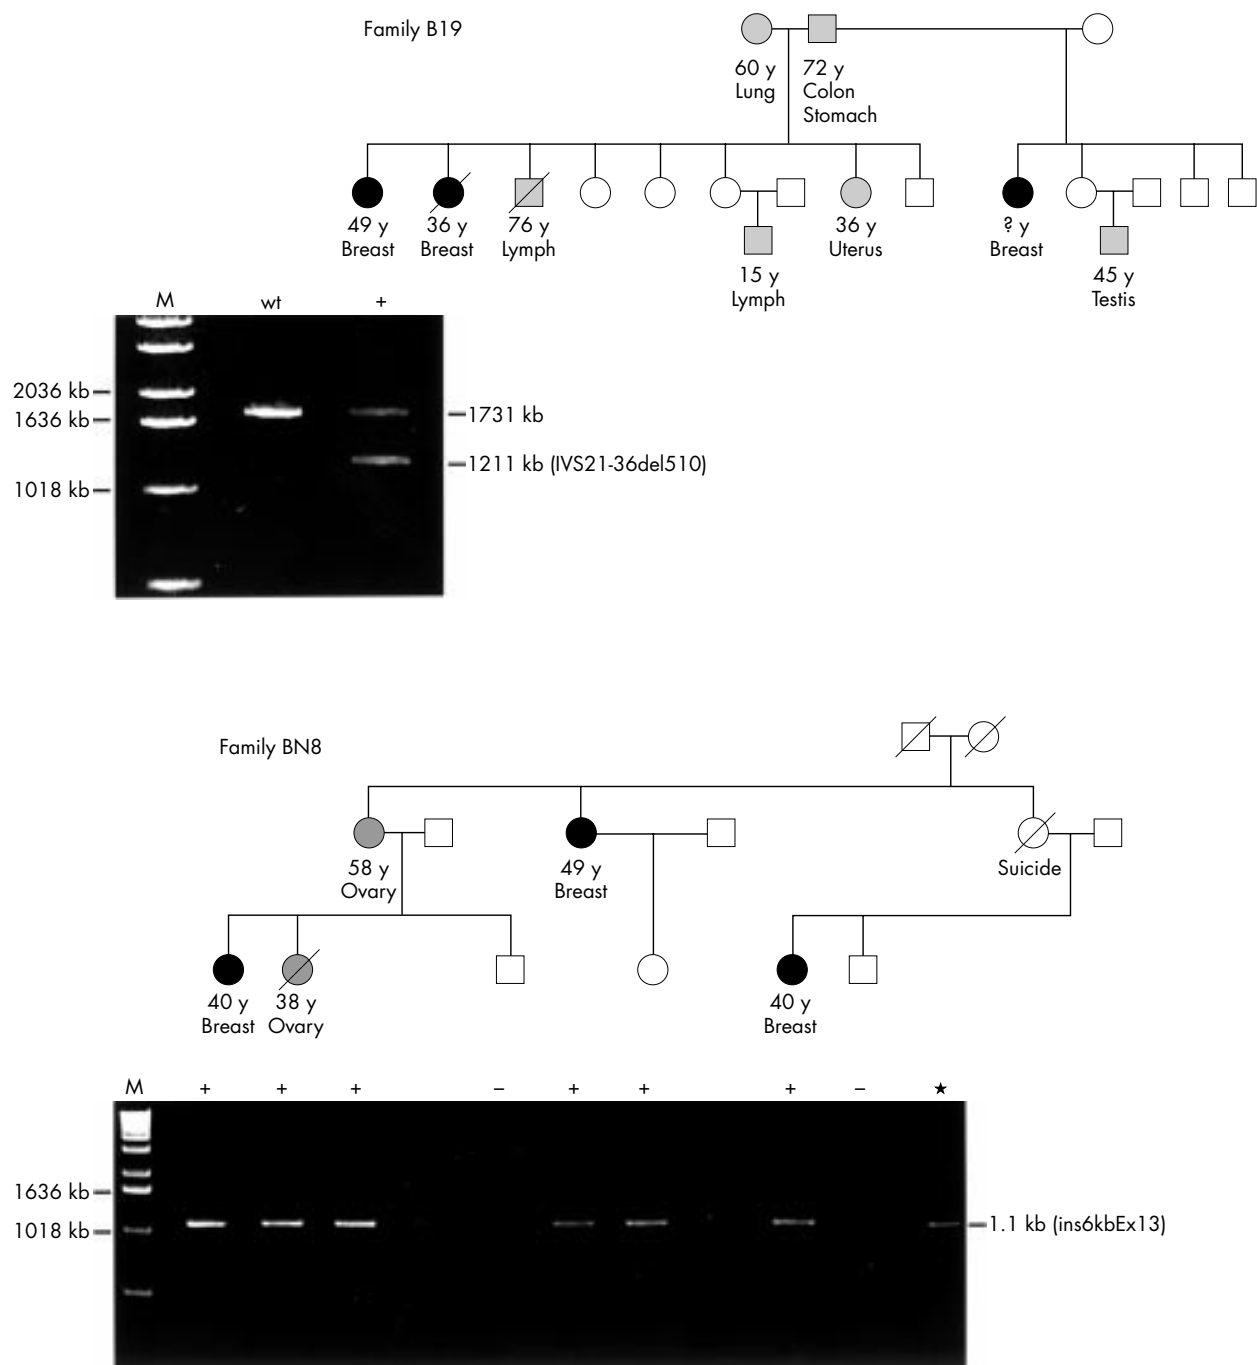 Family B19
60 y 72 y
Lung Colon
Stomach
49 y 36 y 76 y 36 y ? y
Breast Breast Lymph Uterus Breast
15 y 45 y
Lymph Testis
M wt +
2036 kb
1636 kb
1731 kb
1211 kb (IVS21-36del510)
1018 kb
Family BN8
58 y 49 y Suicide
Ovary Breast
40 y 38 y 40 y
Breast Ovary Breast
M + + + – + + + – ★
1636 kb
1018 kb
1.1 kb (ins6kbEx13)